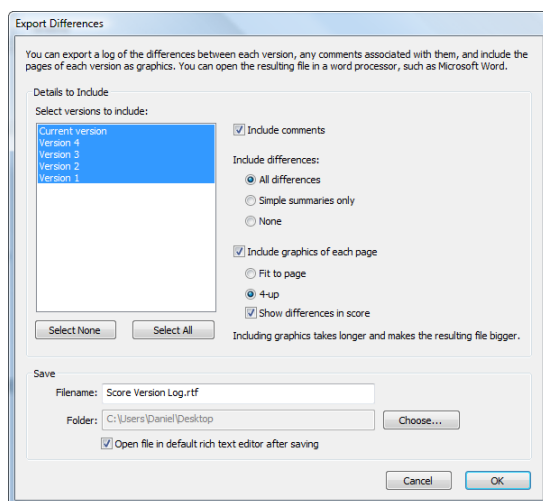 Export Differences
You can export a log of the differences between each version, any comments associated with them, and include the
pages of each version as graphics. You can open the resulting file in a word processor, such as Microsoft Word.
Details to Include
Select versions to include:
Current version
Version 4
Version 3
Version 2
Version 1
Select None
Select All
Include comments
Include differences:
All differences
Simple summaries only
None
Include graphics of each page
Fit to page
4-up
Show differences in score
Including graphics takes longer and makes the resulting file bigger.
Save
Filename: Score Version Log.rtf
Folder: C:\Users\Daniel\Desktop Choose...
Open file in default rich text editor after saving
Cancel OK